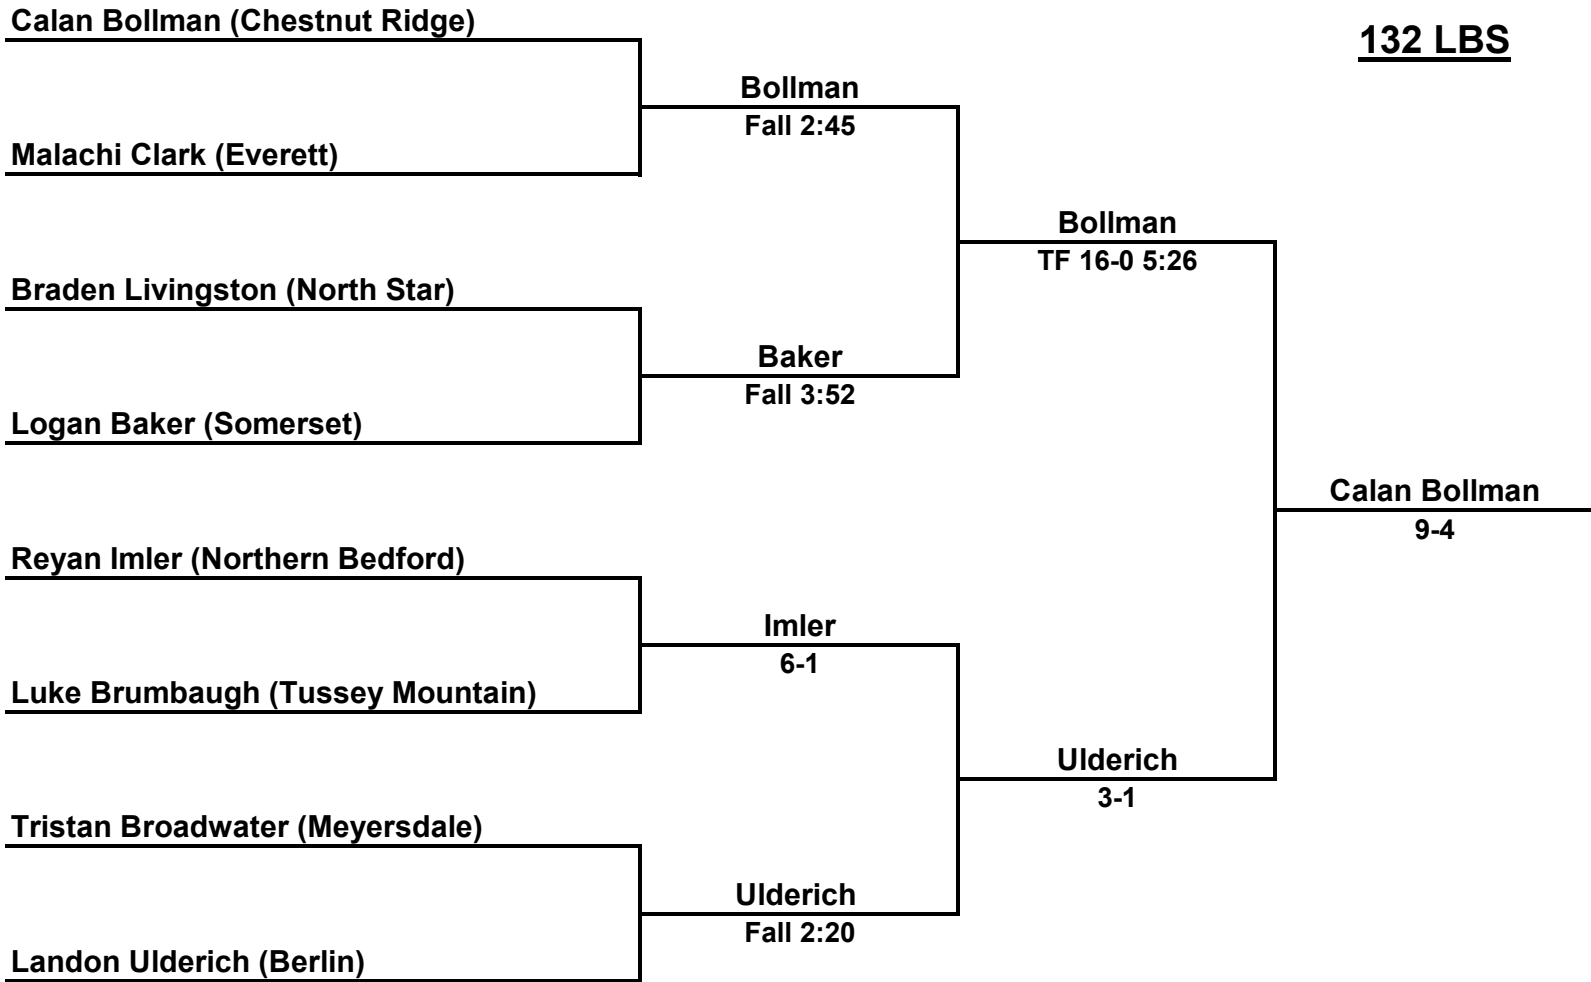 Calan Bollman (Chestnut Ridge)
132 LBS
Bollman
Fall 2:45
Malachi Clark (Everett)
Bollman
TF 16-0 5:26
Braden Livingston (North Star)
Baker
Fall 3:52
Logan Baker (Somerset)
Calan Bollman
9-4
Reyan Imler (Northern Bedford)
Imler
6-1
Luke Brumbaugh (Tussey Mountain)
Ulderich
3-1
Tristan Broadwater (Meyersdale)
Ulderich
Fall 2:20
Landon Ulderich (Berlin)